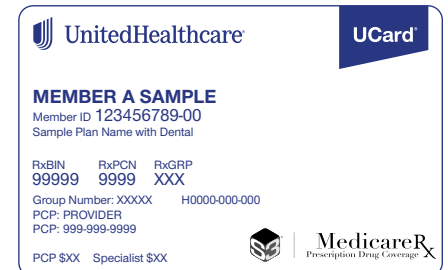 UnitedHealthcare®
UCard®
MEMBER A SAMPLE
Member ID 123456789-00
Sample Plan Name with Dental
RxBIN RxPCN RxGRP
99999 9999 XXX
Group Number: XXXXX H0000-000-000
PCP: PROVIDER
PCP: 999-999-9999
PCP $XX Specialist $XX
S3
MedicareRx
Prescription Drug Coverage